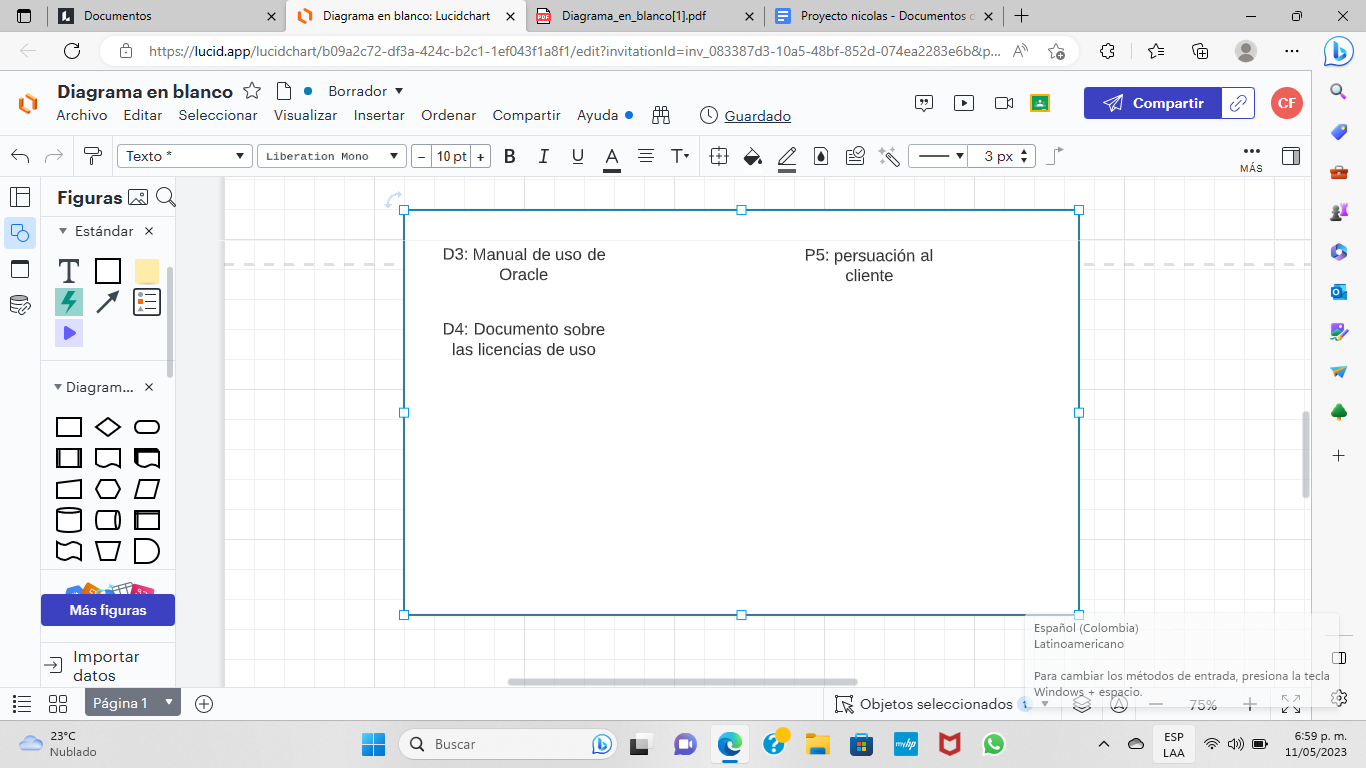 Documentos
Diagrama en blanco: Lucidchart
Diagrama_en_blanco[1].pdf
Proyecto nicolas - Documentos d
https://lucid.app/lucidchart/b09a2c72-df3a-424c-b2c1-1ef043f1a8f1/edit?invitationId=inv_083387d3-10a5-48bf-852d-074ea2283e6b&p...
Diagrama en blanco
Borrador
Archivo Editar Seleccionar Visualizar Insertar Ordenar Compartir Ayuda
Guardado
Compartir
CF
Texto *
Liberation Mono
− 10 pt +
B I U A T
3 px
MÁS
Figuras
Estándar
T
Diagram...
Más figuras
Importar
datos
D3: Manual de uso de
Oracle
P5: persuación al
cliente
D4: Documento sobre
las licencias de uso
Español (Colombia)
Latinoamericano
Para cambiar los métodos de entrada, presiona la tecla
Windows + espacio.
Página 1
Objetos seleccionados 1
75%
23°C
Nublado
Buscar
myhp
ESP
LAA
6:59 p. m.
11/05/2023